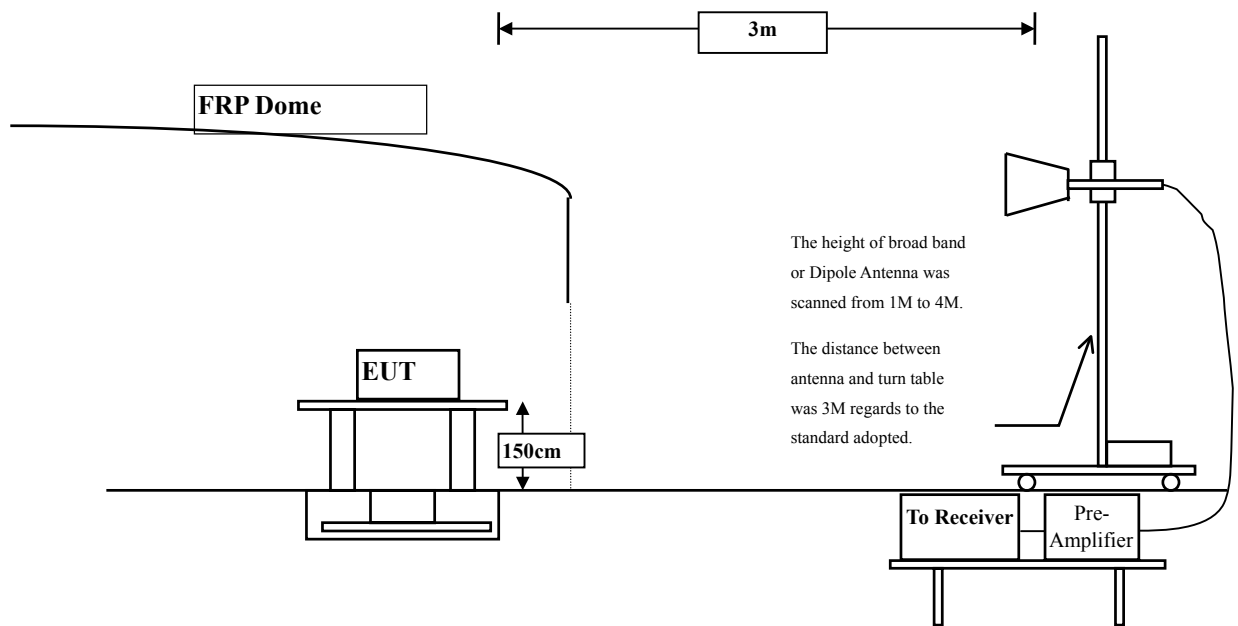 3m
FRP Dome
The height of broad band
or Dipole Antenna was
scanned from 1M to 4M.
The distance between
antenna and turn table
was 3M regards to the
standard adopted.
EUT
150cm
To Receiver
Pre-
Amplifier